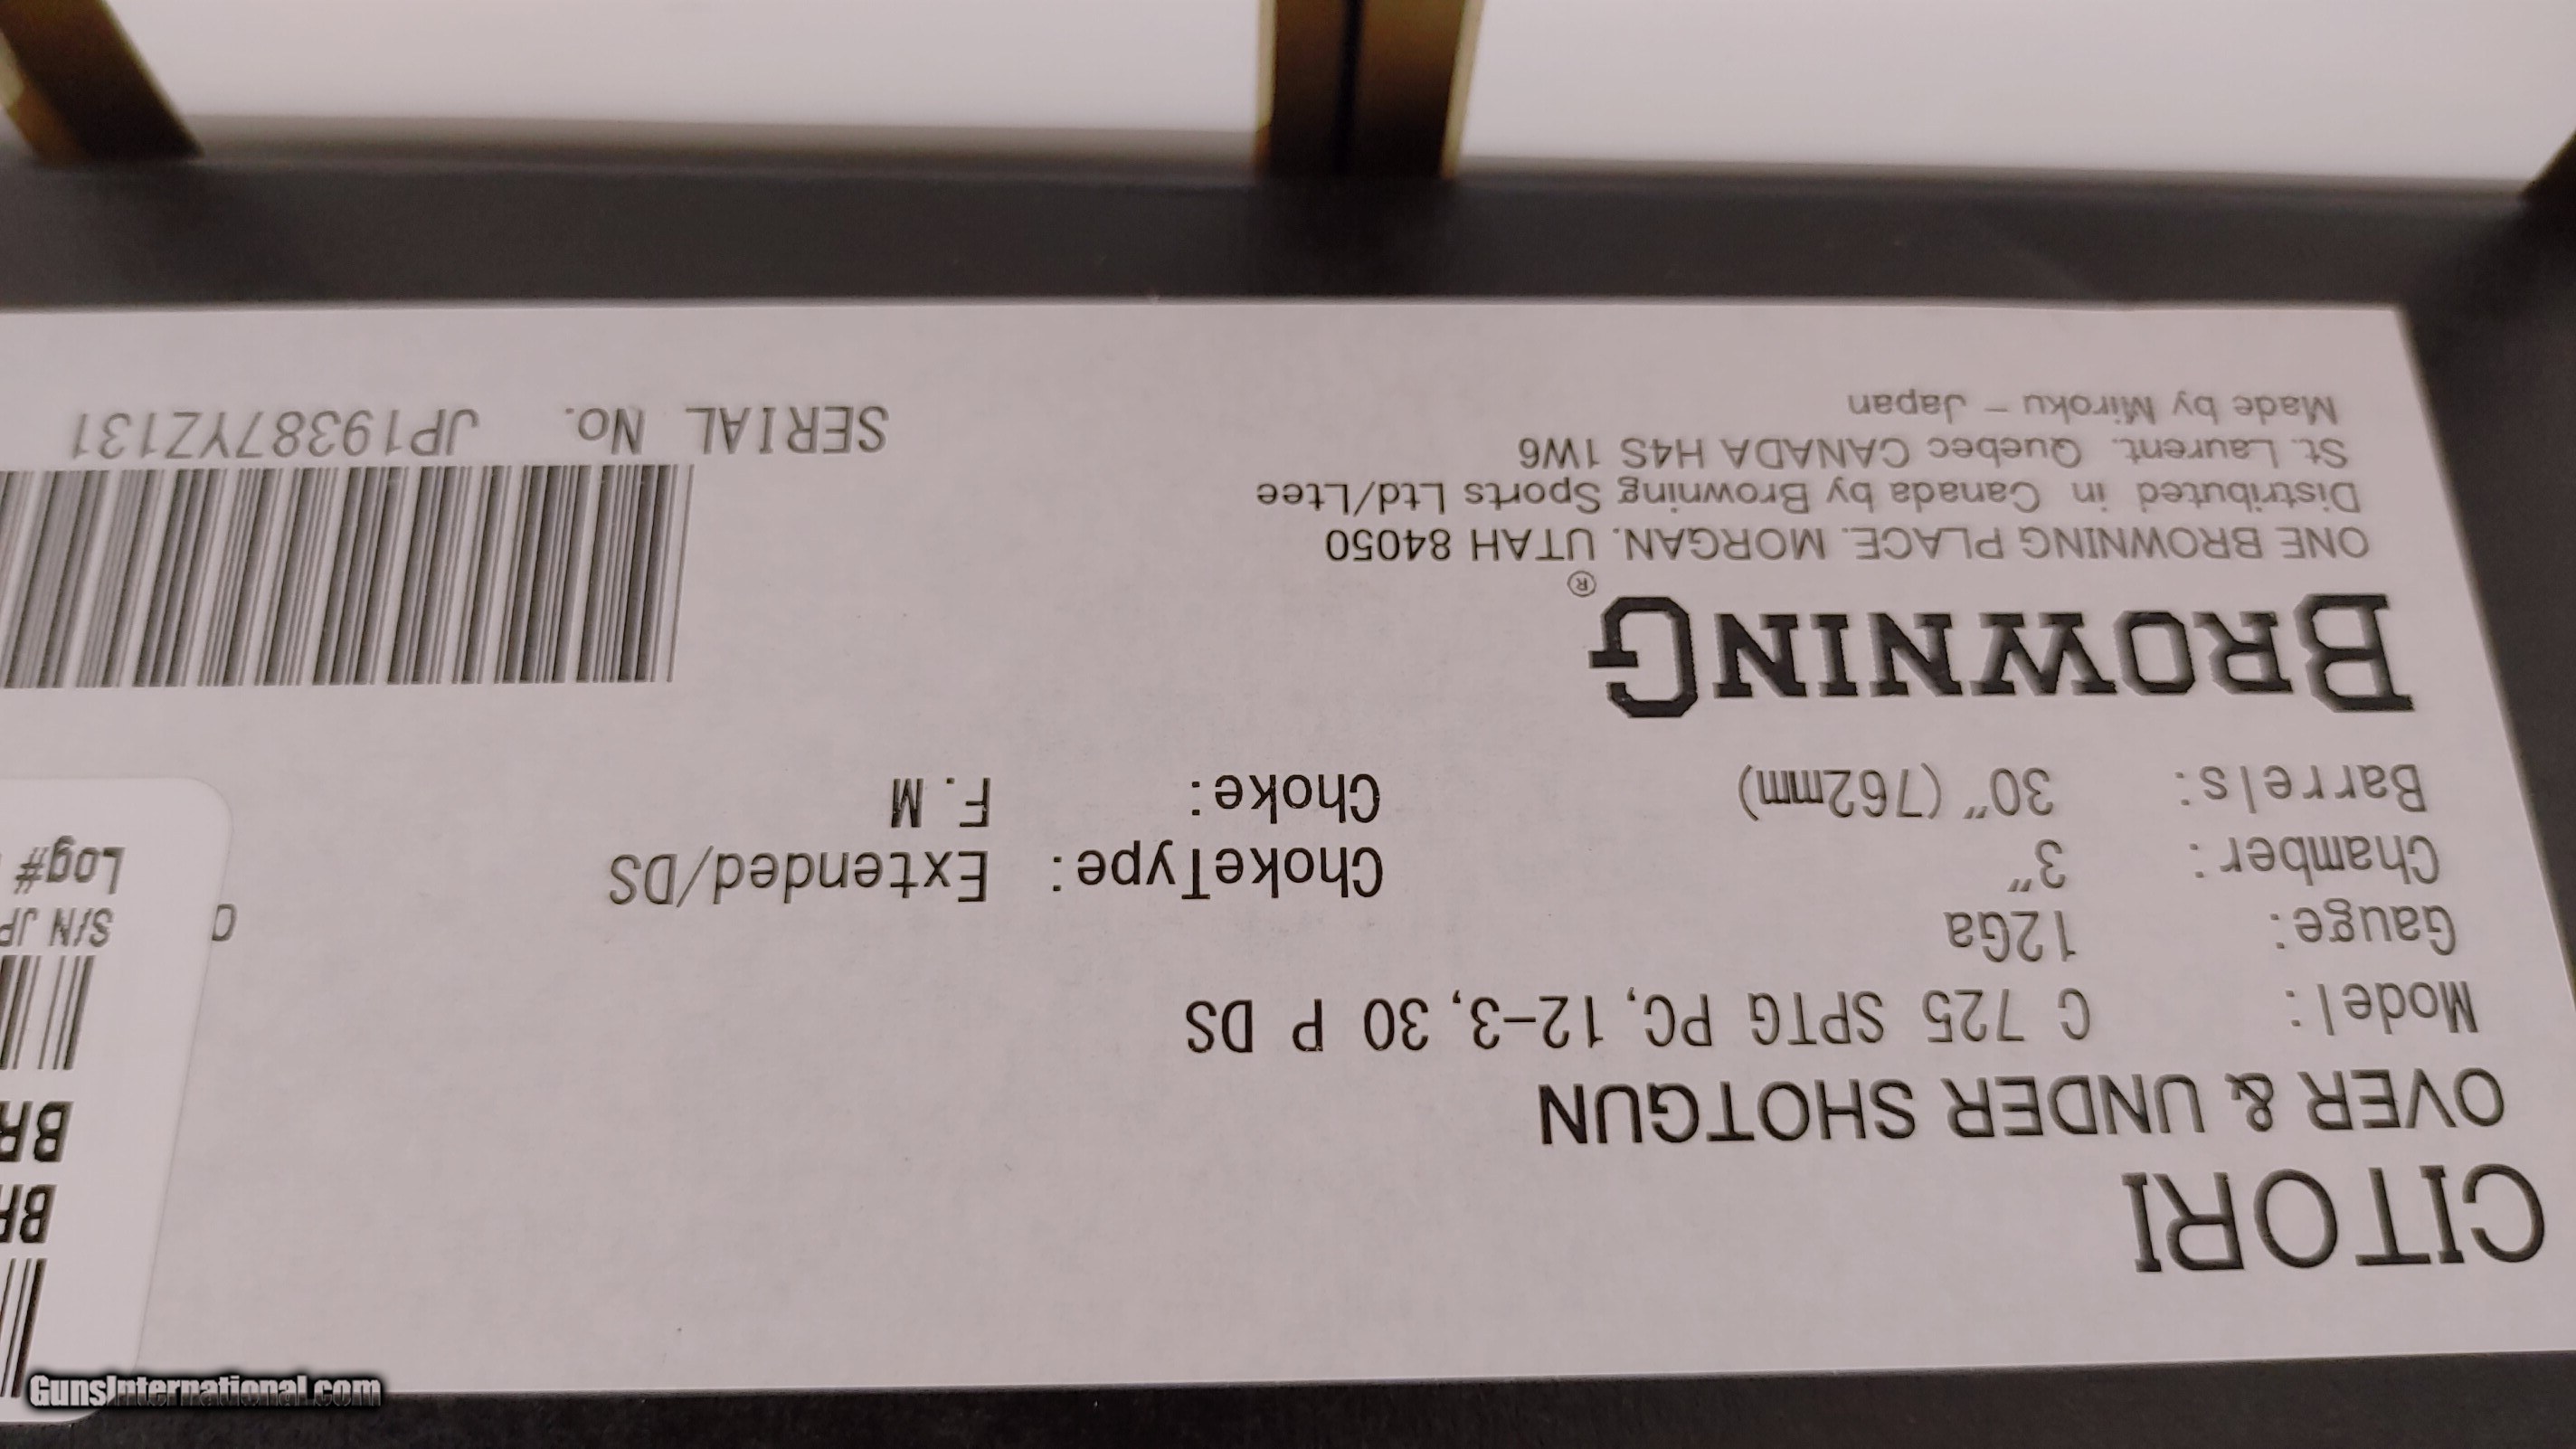 CITORI
OVER & UNDER SHOTGUN
Model: C 725 SPTG PC, 12-3, 30 P DS
Gauge: 12Ga
Chamber: 3"
Barrels: 30" (762mm)
ChokeType: Extended/DS
Choke: F.M
BROWNING®
ONE BROWNING PLACE. MORGAN. UTAH 84050
Distributed in Canada by Browning Sports Ltd/Ltee
St. Laurent. Quebec CANADA H4S 1W6
Made by Miroku - Japan
SERIAL No. JP19387YZ131
BR
BR
S/N JP
Log#
GunsInternational.com